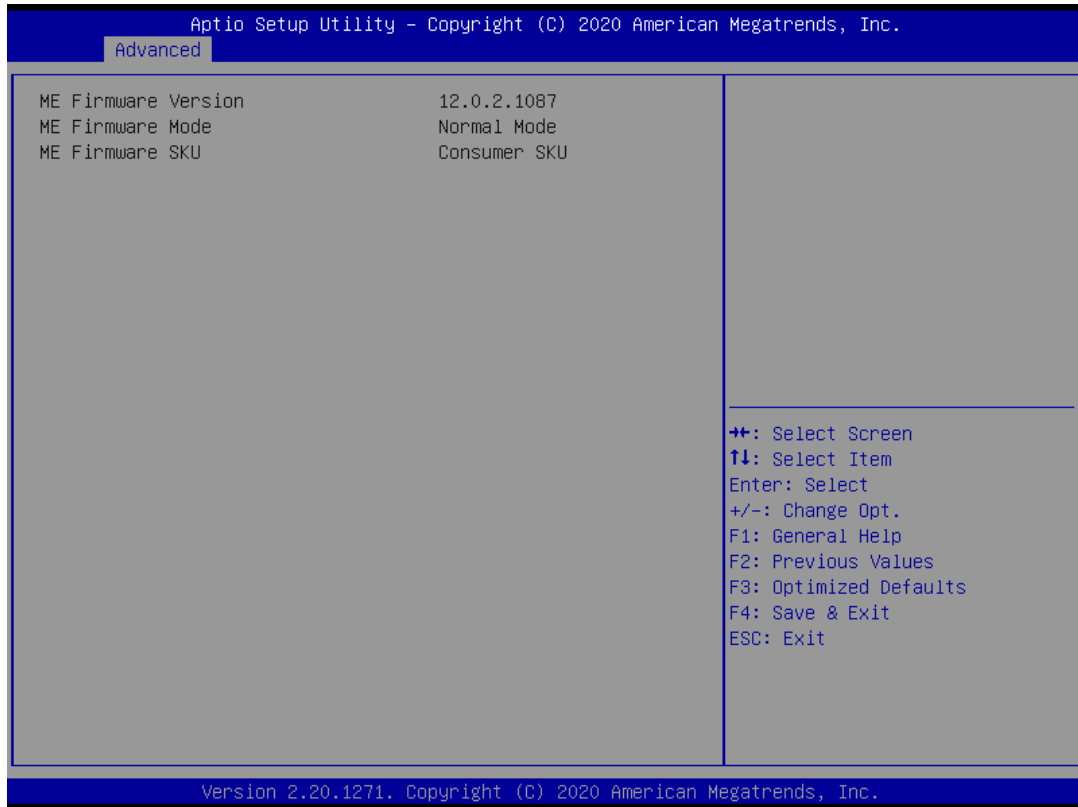 Aptio Setup Utility – Copyright (C) 2020 American Megatrends, Inc.
Advanced
ME Firmware Version 12.0.2.1087
ME Firmware Mode Normal Mode
ME Firmware SKU Consumer SKU
→←: Select Screen
↑↓: Select Item
Enter: Select
+/-: Change Opt.
F1: General Help
F2: Previous Values
F3: Optimized Defaults
F4: Save & Exit
ESC: Exit
Version 2.20.1271. Copyright (C) 2020 American Megatrends, Inc.